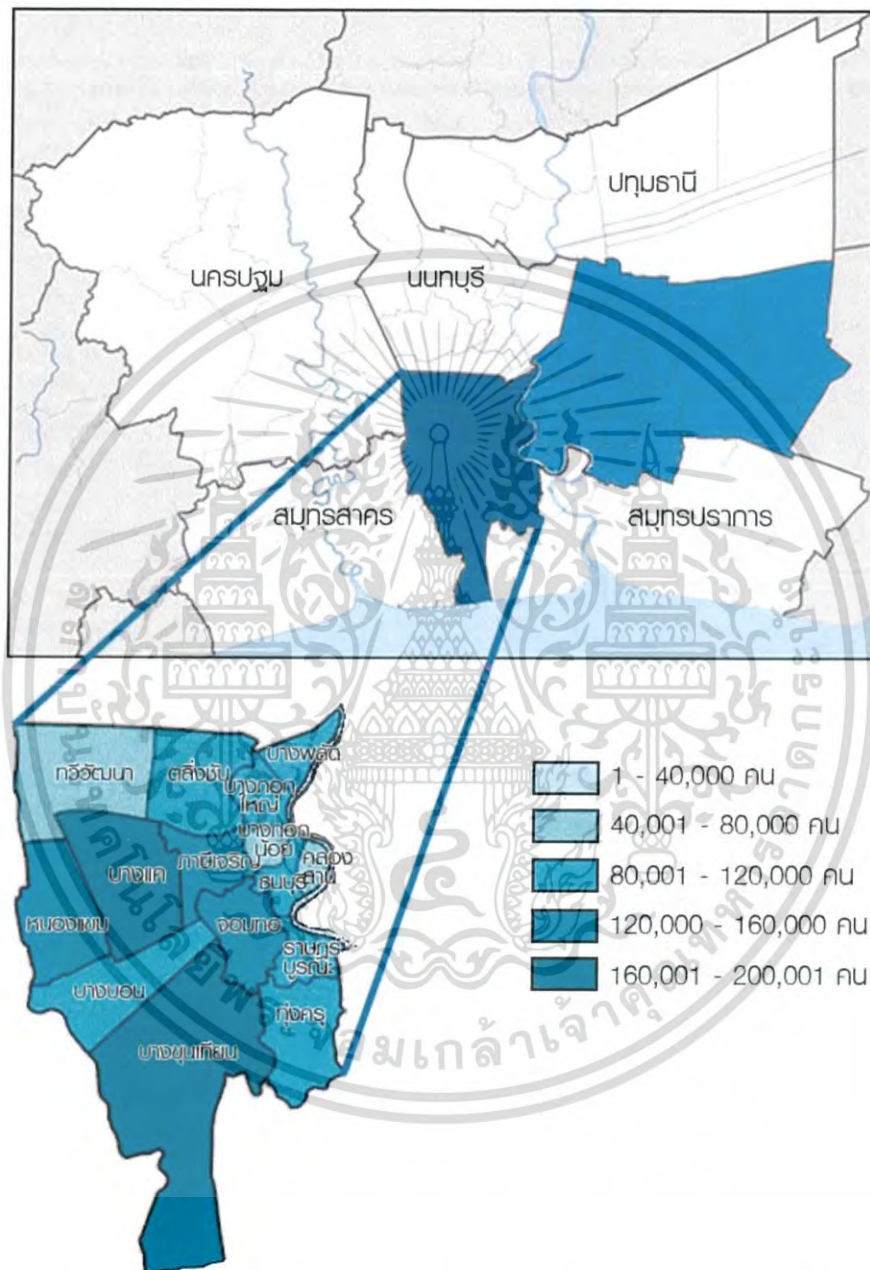 ปทุมธานี
นครปฐม
นนทบุรี
สมุทรสาคร
สมุทรปราการ
บางพลัด
ทวีวัฒนา
ตลิ่งชัน
บางกอก
ใหญ่
บางกอก
น้อย
คลอง
สาน
บางแค
ภาษีเจริญ
ธนบุรี
หนองแขม
จอมทอง
ราษฎร์
บูรณะ
บางบอน
ทุ่งครุ
บางขุนเทียน
1 - 40,000 คน
40,001 - 80,000 คน
80,001 - 120,000 คน
120,000 - 160,000 คน
160,001 - 200,001 คน